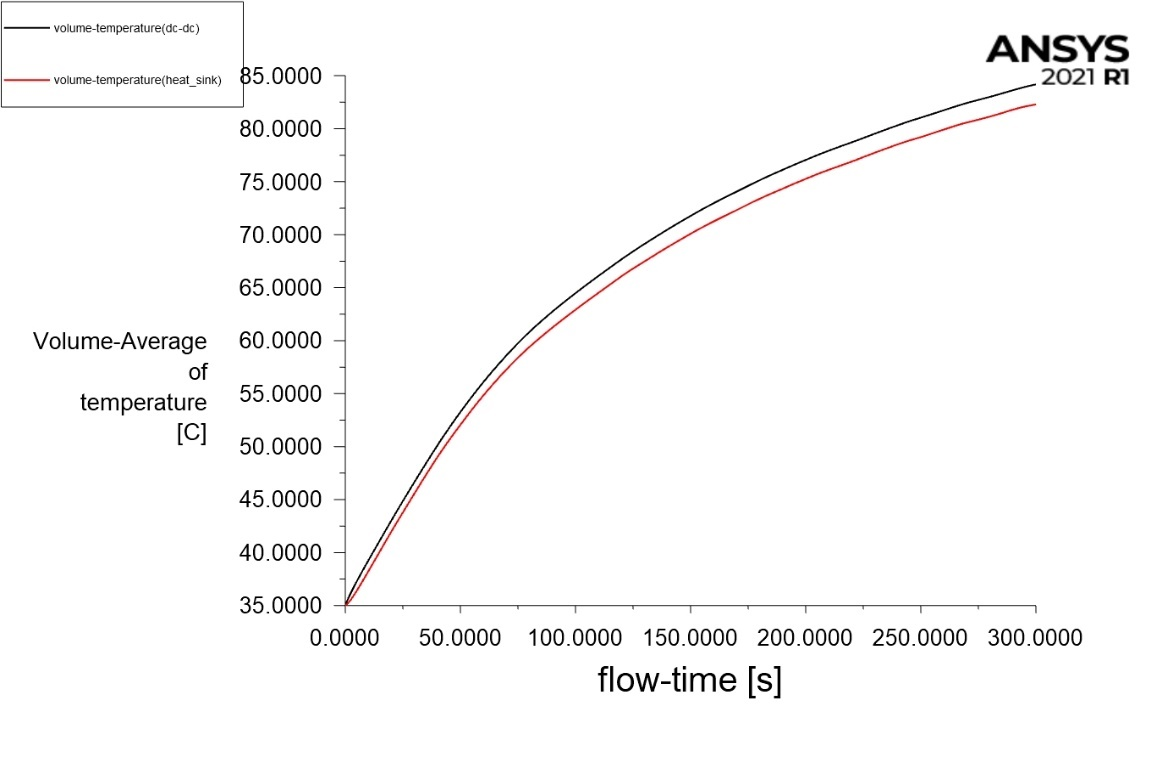 volume-temperature(dc-dc)
volume-temperature(heat_sink)
ANSYS
2021 R1
85.0000
80.0000
75.0000
70.0000
65.0000
60.0000
55.0000
50.0000
45.0000
40.0000
35.0000
Volume-Average
of
temperature
[C]
0.0000 50.0000 100.0000 150.0000 200.0000 250.0000 300.0000
flow-time [s]